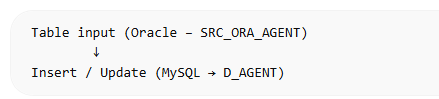 Table input (Oracle – SRC_ORA_AGENT)
↓
Insert / Update (MySQL → D_AGENT)